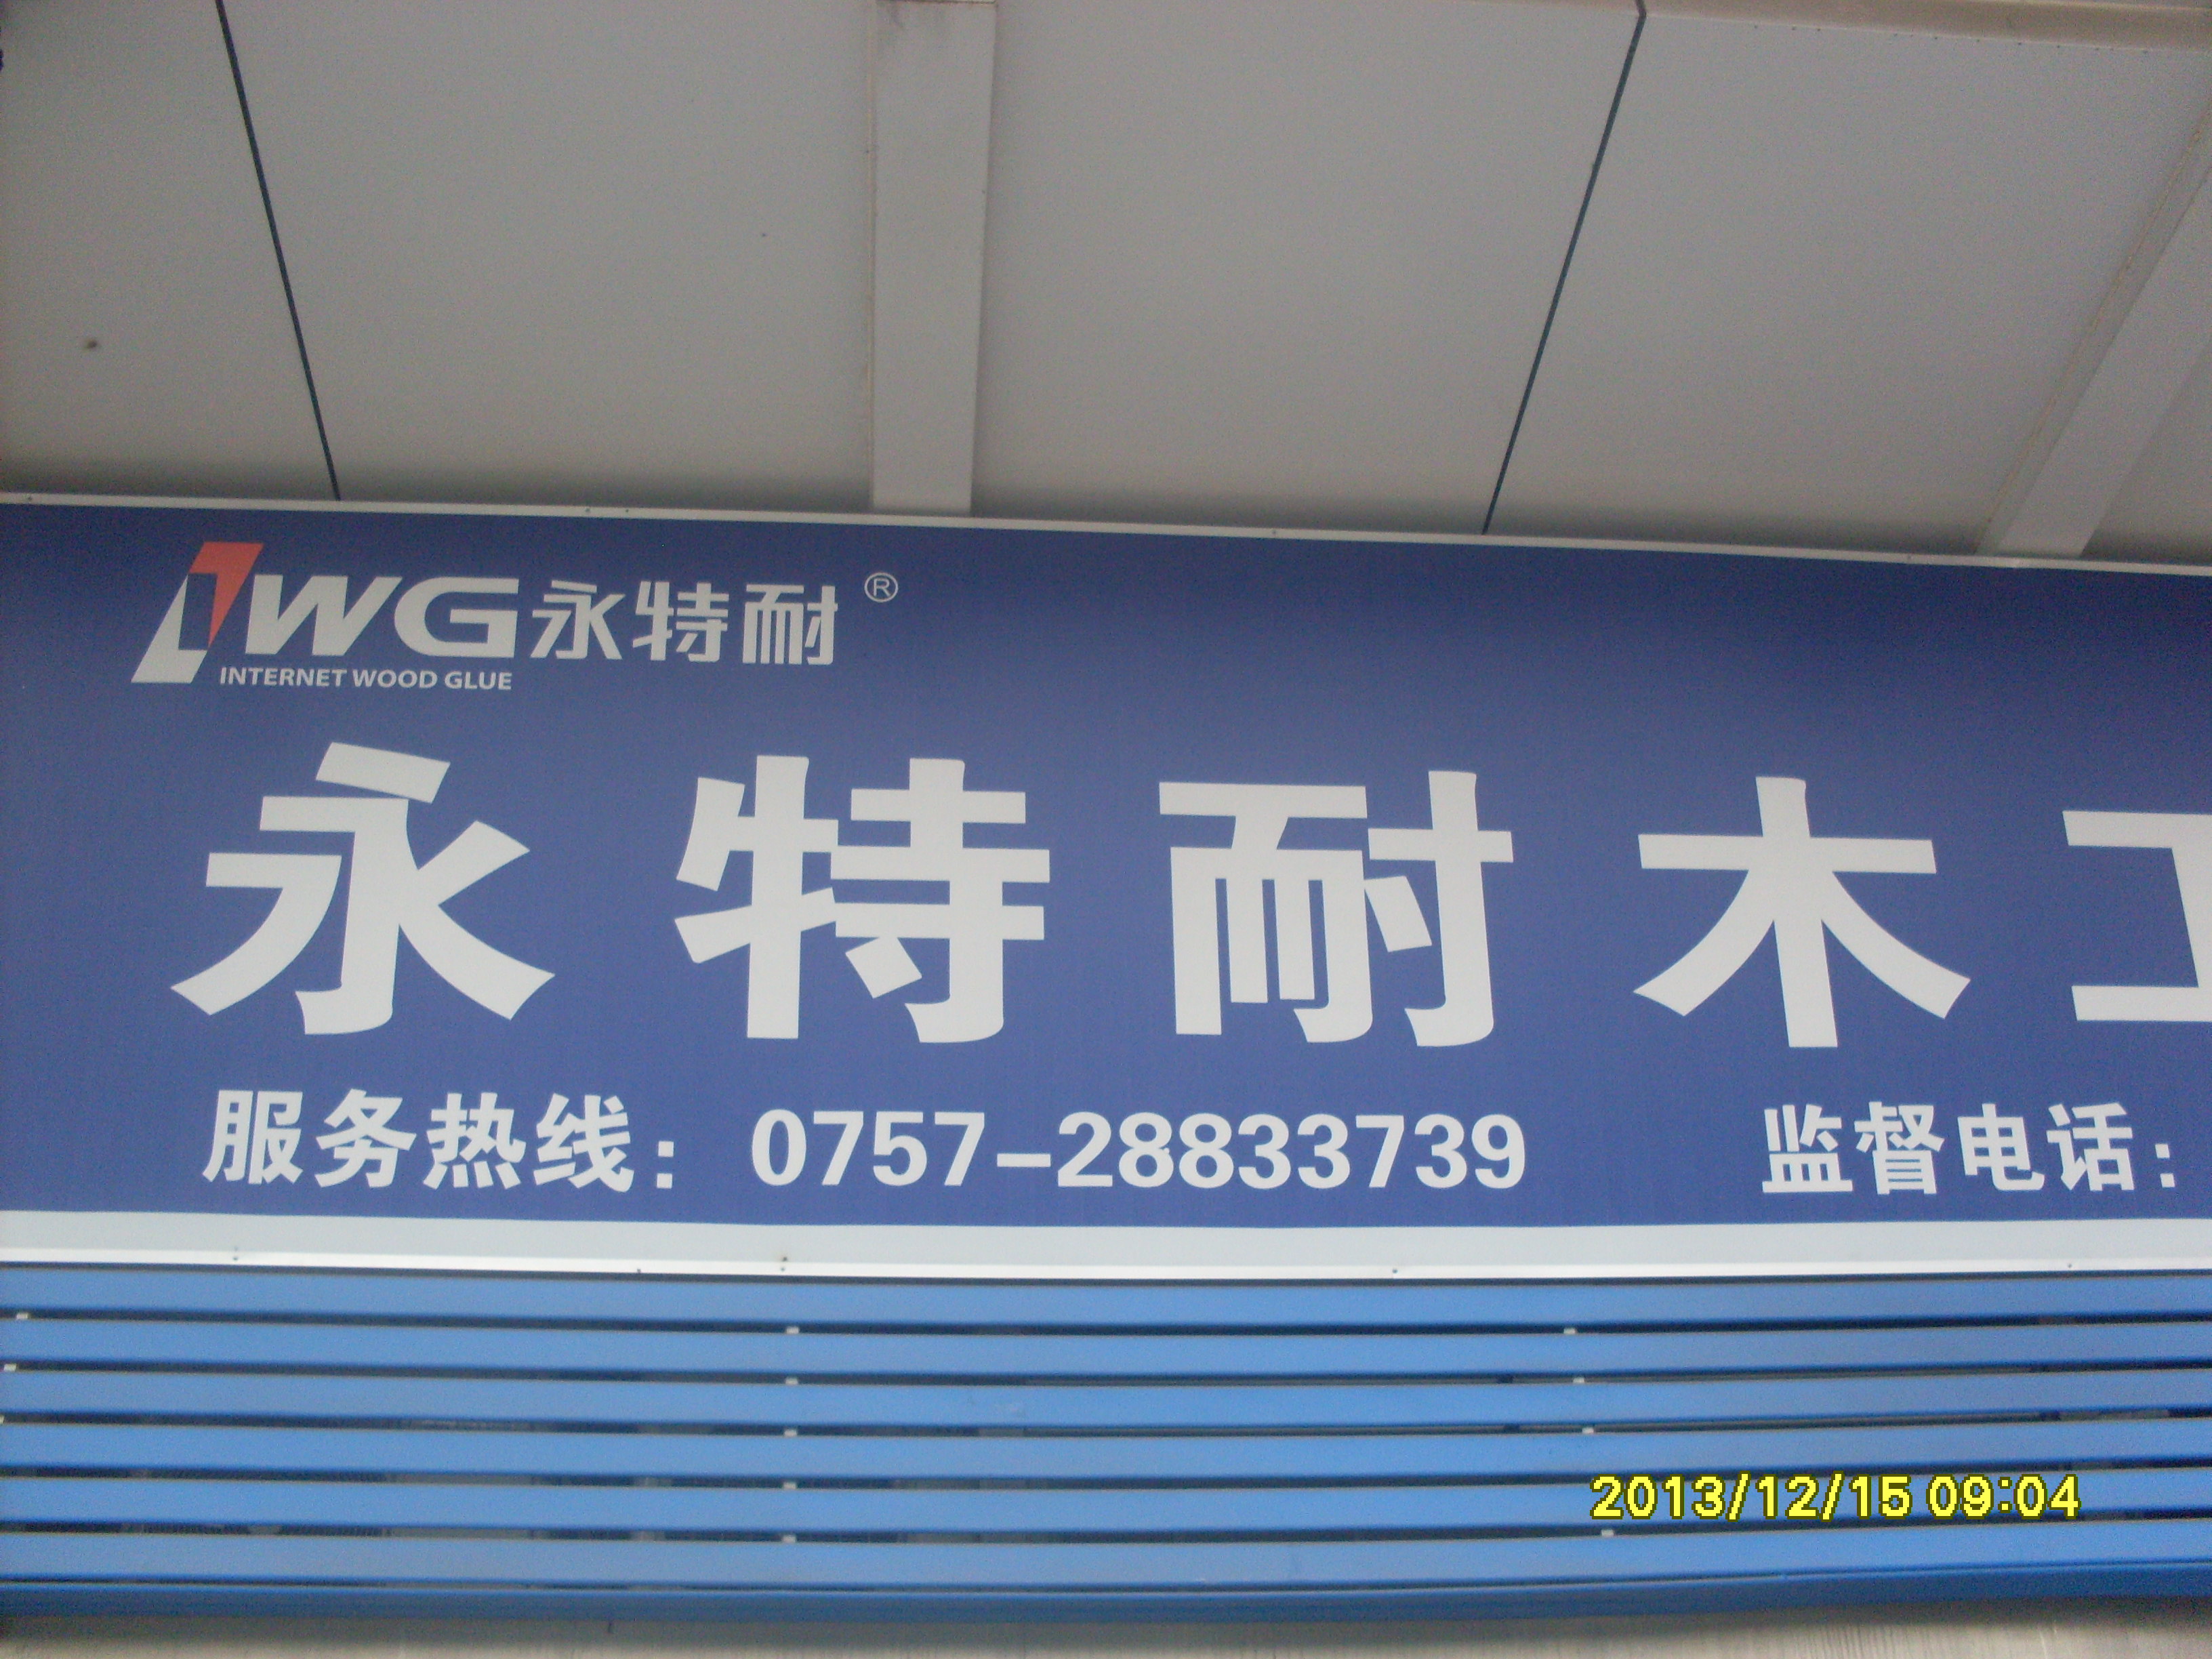 IWG永特耐®
INTERNET WOOD GLUE
永特耐木工
服务热线：0757-28833739 监督电话：
2013/12/15 09:04